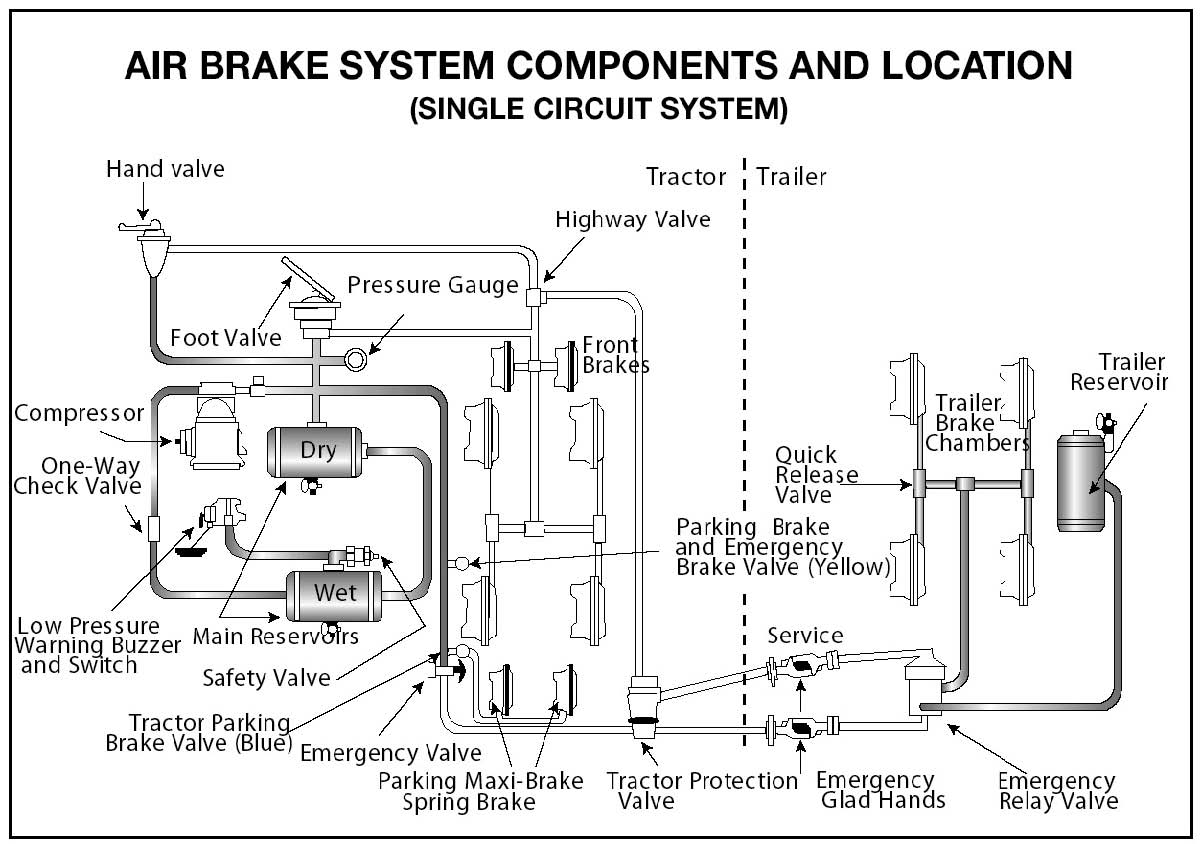 AIR BRAKE SYSTEM COMPONENTS AND LOCATION
(SINGLE CIRCUIT SYSTEM)
Hand valve
Tractor
Trailer
Highway Valve
Pressure Gauge
Foot Valve
Front
Brakes
Trailer
Reservoir
Compressor
Trailer
Brake
Chambers
Dry
One-Way
Check Valve
Quick
Release
Valve
Parking Brake
and Emergency
Brake Valve (Yellow)
Wet
Low Pressure
Warning Buzzer
and Switch
Main Reservoirs
Service
Safety Valve
Tractor Parking
Brake Valve (Blue)
Emergency Valve
Parking Maxi-Brake
Spring Brake
Tractor Protection
Valve
Emergency
Glad Hands
Emergency
Relay Valve